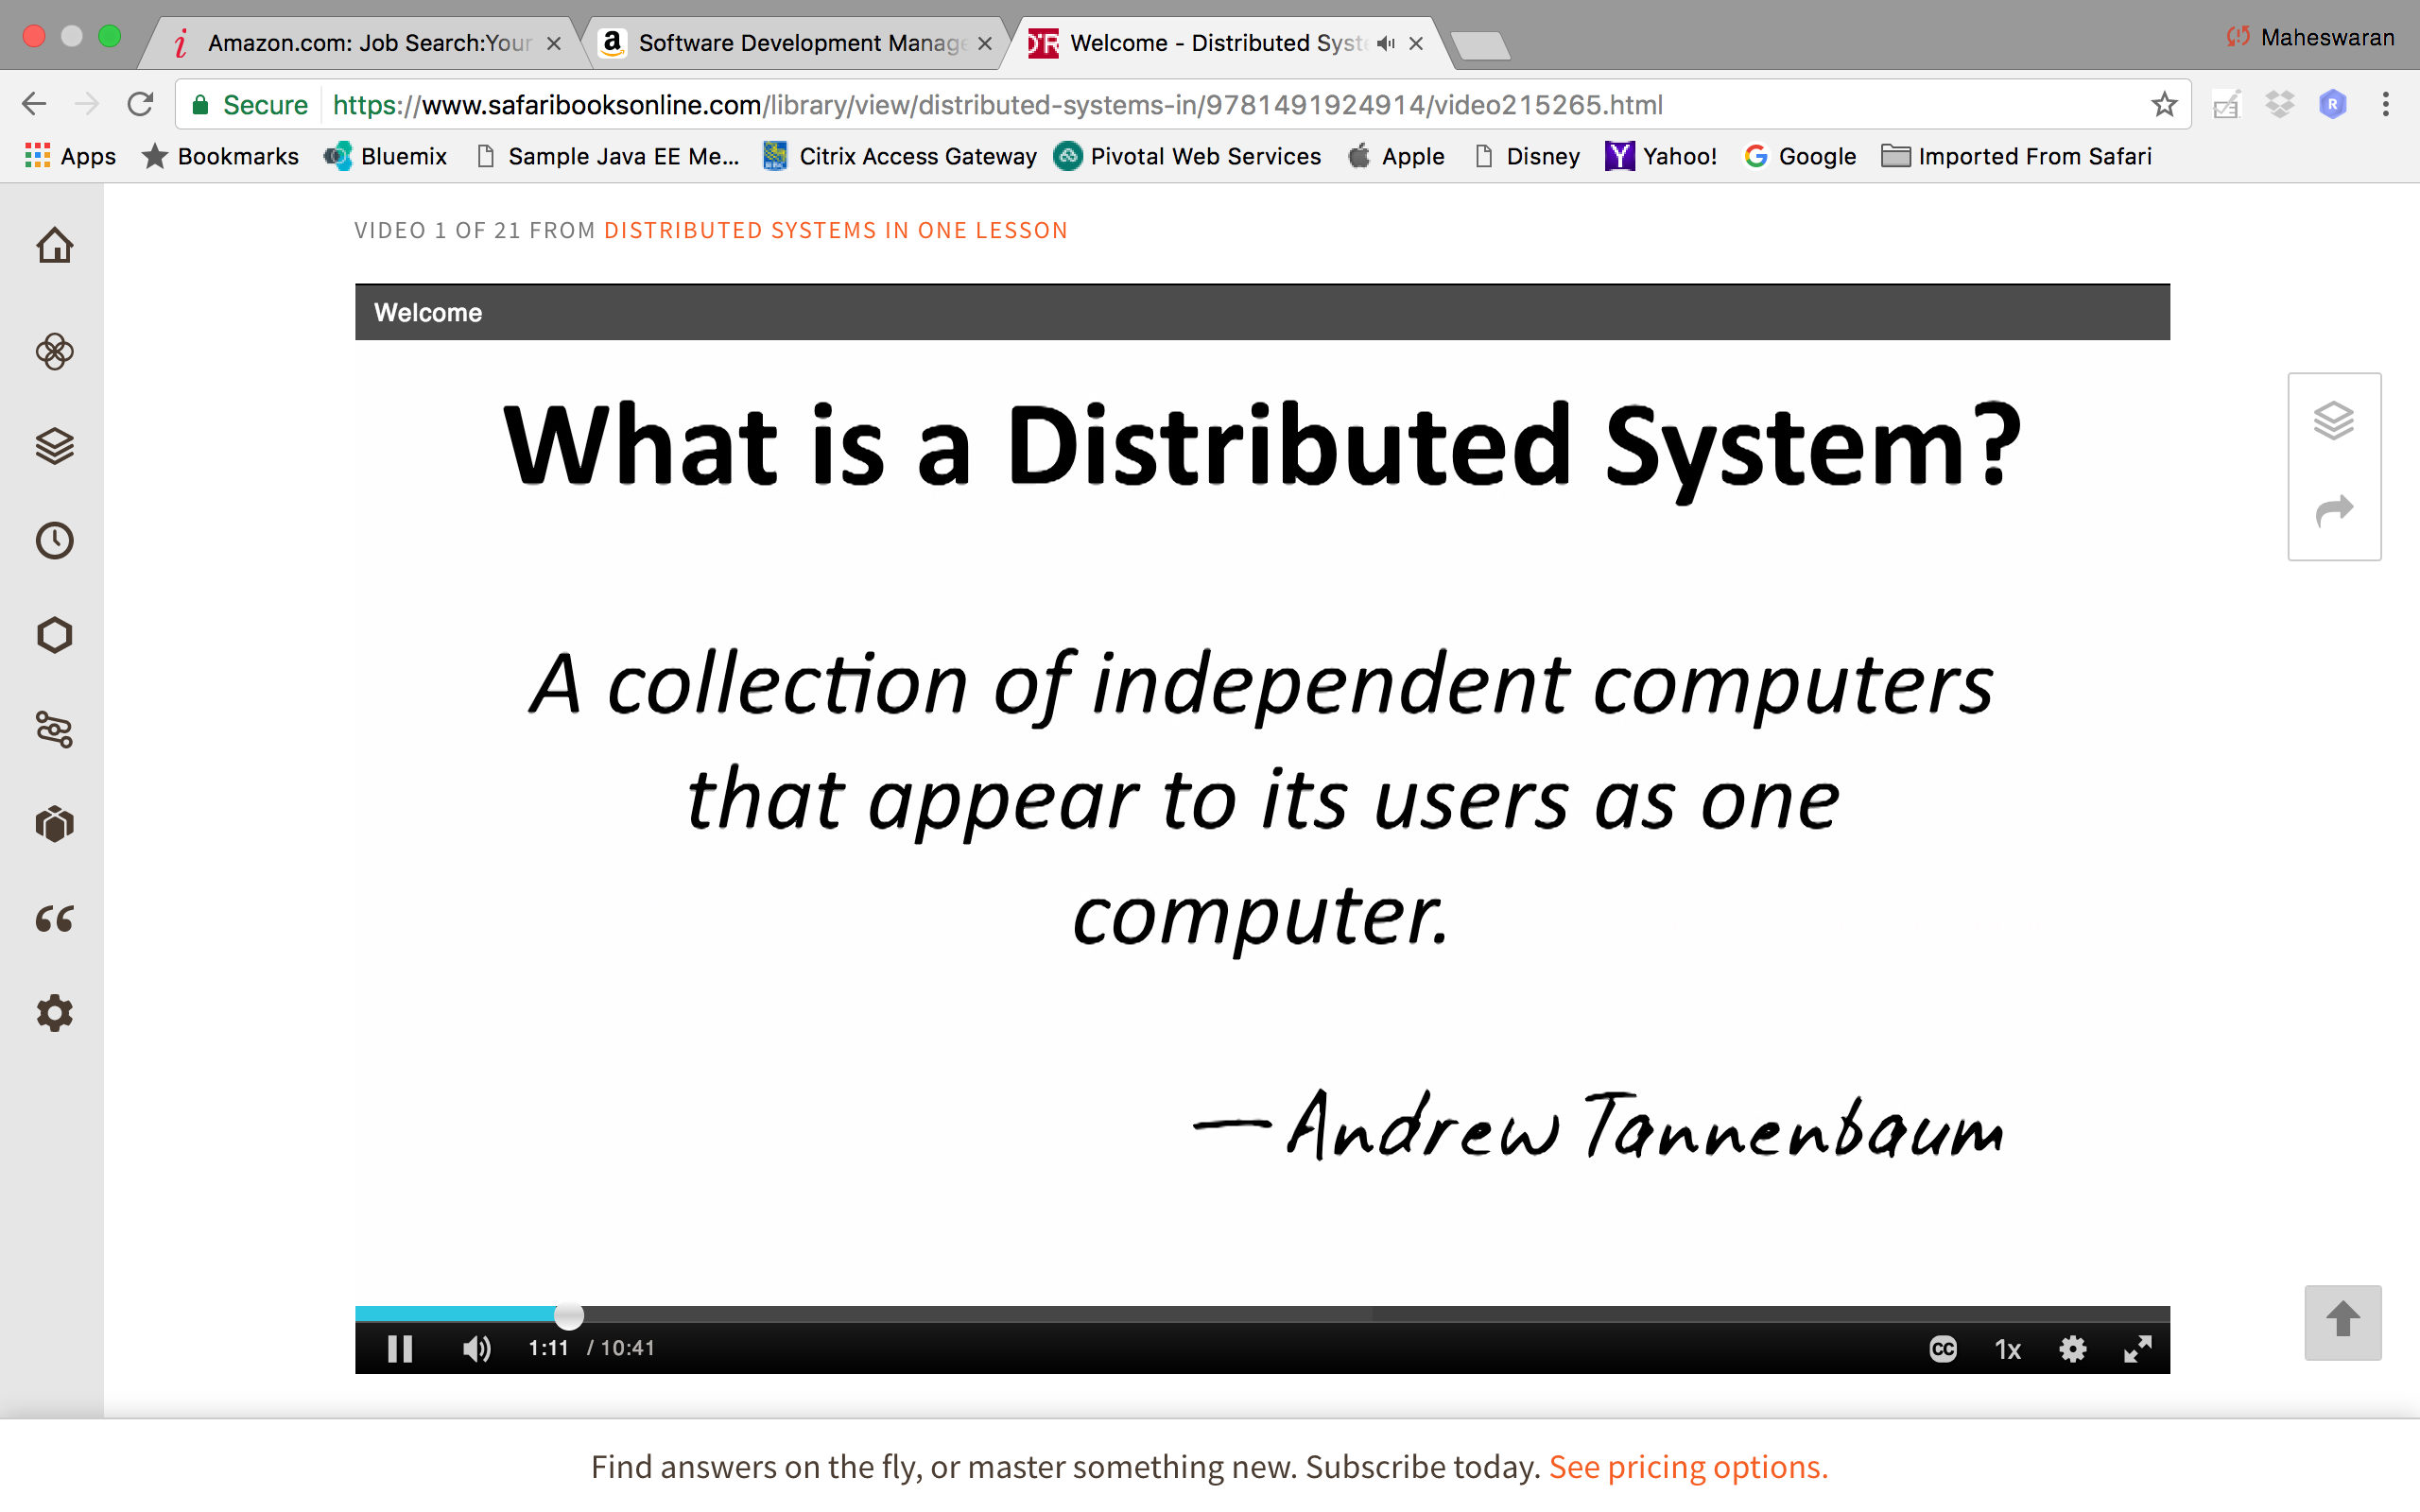 Amazon.com: Job Search:Your
Software Development Manage
Welcome - Distributed Syste
Maheswaran
Secure https://www.safaribooksonline.com/library/view/distributed-systems-in/9781491924914/video215265.html
Apps Bookmarks Bluemix Sample Java EE Me... Citrix Access Gateway Pivotal Web Services Apple Disney Yahoo! Google Imported From Safari
VIDEO 1 OF 21 FROM DISTRIBUTED SYSTEMS IN ONE LESSON
Welcome
What is a Distributed System?
A collection of independent computers
that appear to its users as one
computer.
— Andrew Tannenbaum
1:11 / 10:41
CC 1x
Find answers on the fly, or master something new. Subscribe today. See pricing options.